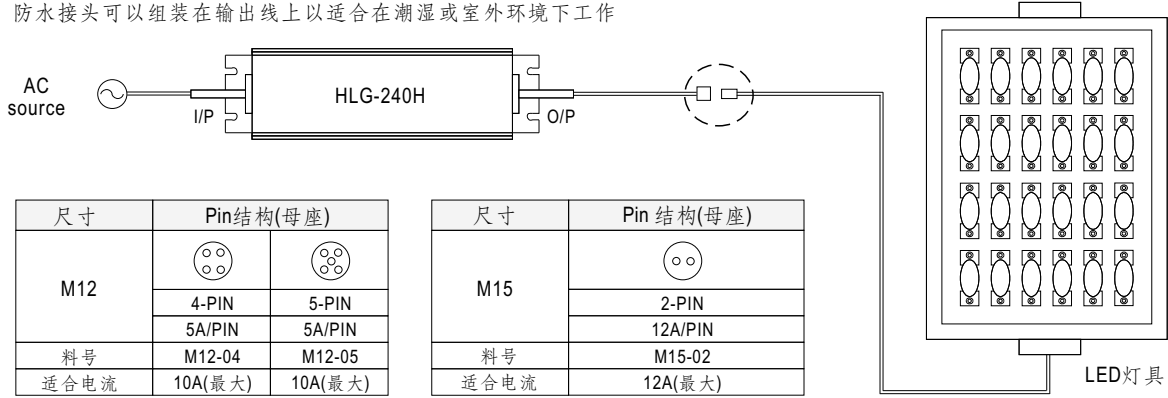 防水接头可以组装在输出线上以适合在潮湿或室外环境下工作
AC
source
I/P
HLG-240H
O/P
尺寸 Pin结构(母座)
M12
4-PIN 5-PIN
5A/PIN 5A/PIN
料号 M12-04 M12-05
适合电流 10A(最大) 10A(最大)
尺寸 Pin 结构(母座)
M15
2-PIN
12A/PIN
料号 M15-02
适合电流 12A(最大)
LED灯具